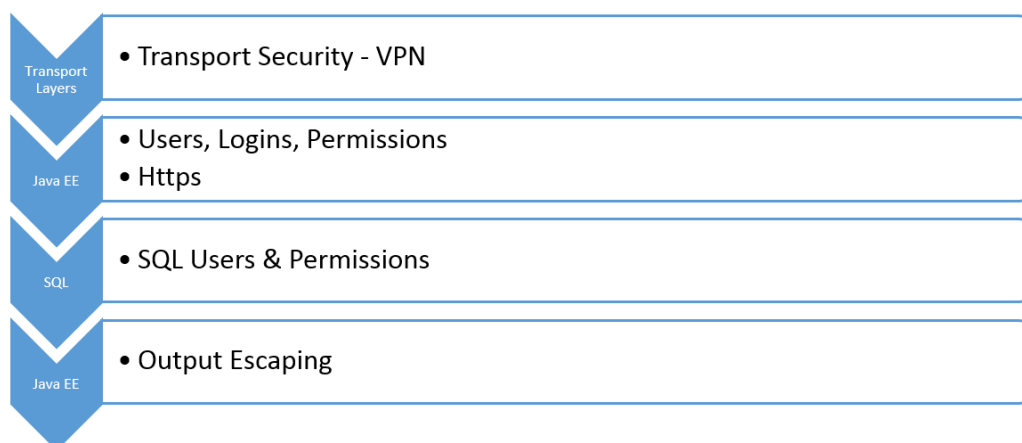 Transport
Layers
• Transport Security - VPN
Java EE
• Users, Logins, Permissions
• Https
SQL
• SQL Users & Permissions
Java EE
• Output Escaping